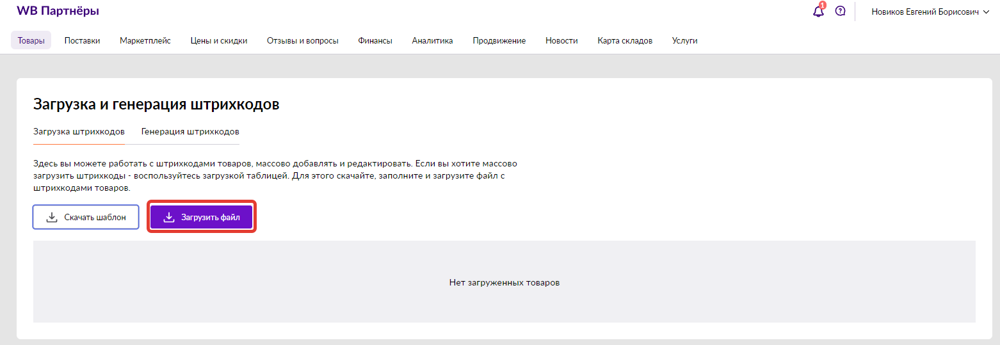 WB Партнёры
1
Новиков Евгений Борисович
Товары Поставки Маркетплейс Цены и скидки Отзывы и вопросы Финансы Аналитика Продвижение Новости Карта складов Услуги
Загрузка и генерация штрихкодов
Загрузка штрихкодов Генерация штрихкодов
Здесь вы можете работать с штрихкодами товаров, массово добавлять и редактировать. Если вы хотите массово
загрузить штрихкоды - воспользуйтесь загрузкой таблицей. Для этого скачайте, заполните и загрузите файл с
штрихкодами товаров.
Скачать шаблон Загрузить файл
Нет загруженных товаров